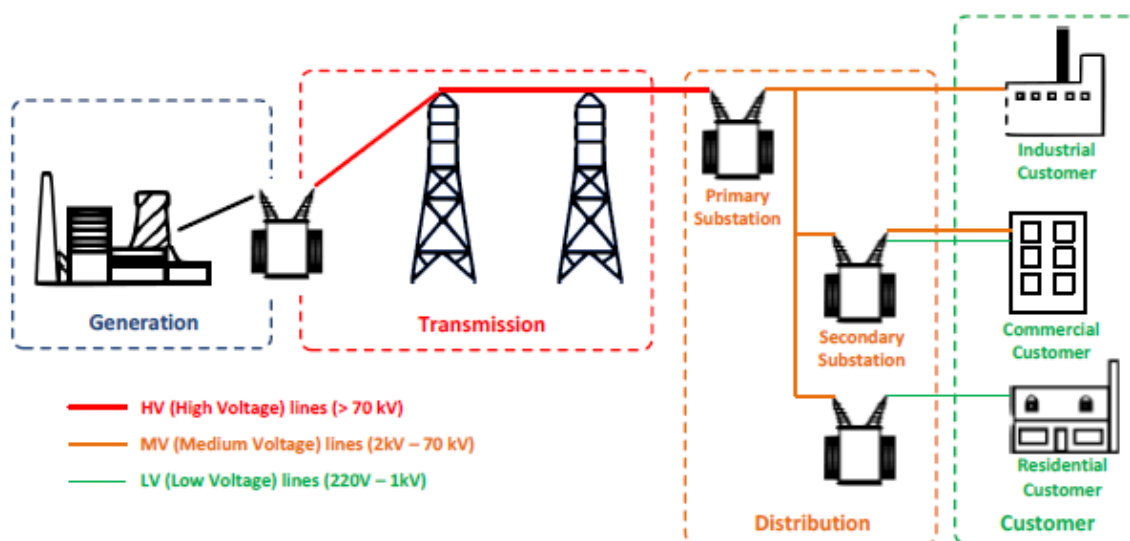 Industrial
Customer
Primary
Substation
Generation
Transmission
Secondary
Substation
Commercial
Customer
HV (High Voltage) lines (> 70 kV)
MV (Medium Voltage) lines (2kV – 70 kV)
LV (Low Voltage) lines (220V – 1kV)
Residential
Customer
Distribution
Customer